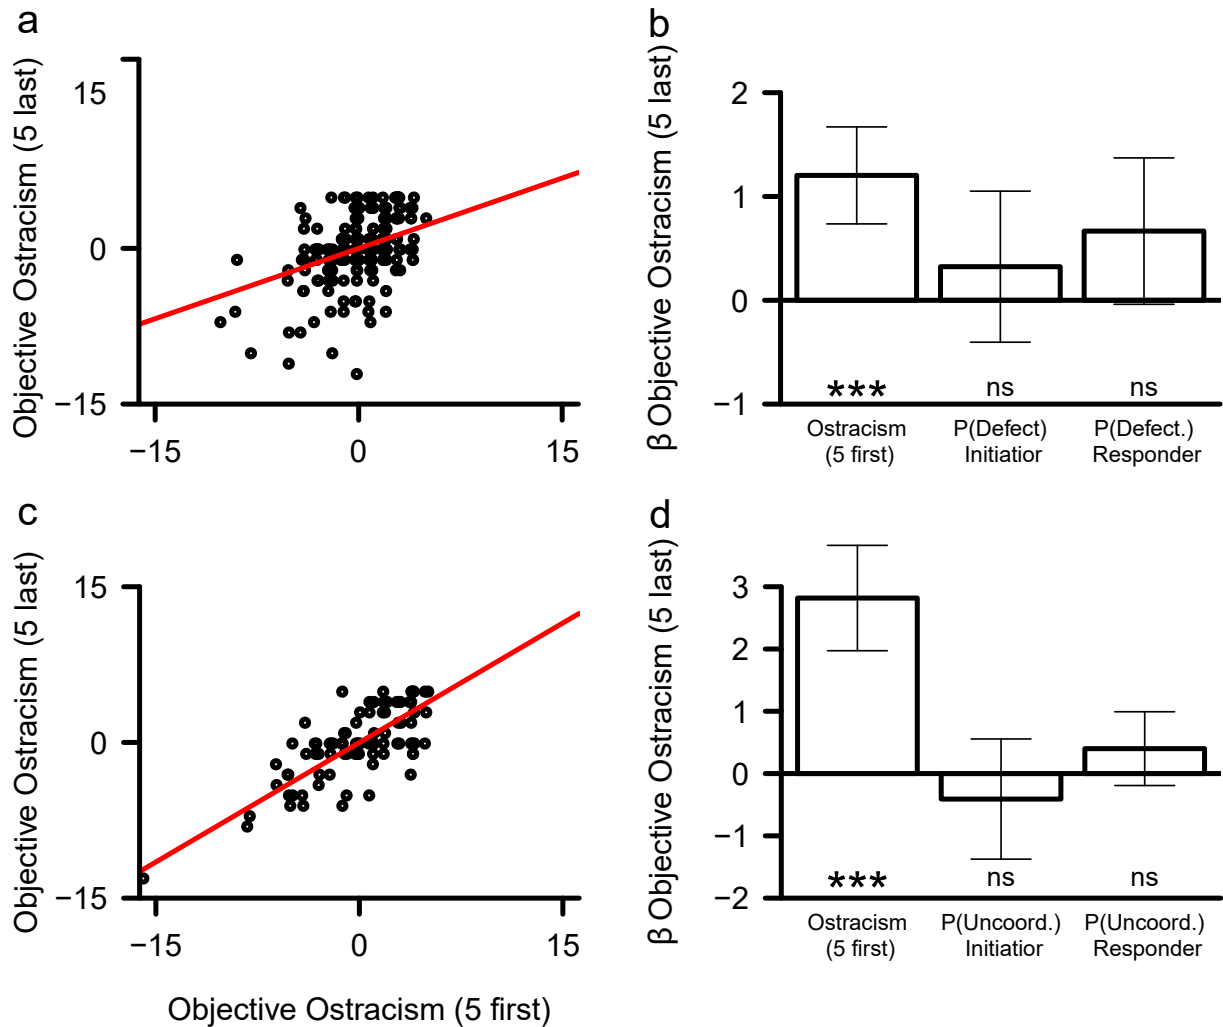 a
Objective Ostracism (5 last)
15
0
−15
−15
0
15
b
β Objective Ostracism (5 last)
2
1
0
−1
***
ns
ns
Ostracism
(5 first)
P(Defect)
Initiatior
P(Defect.)
Responder
c
Objective Ostracism (5 last)
15
0
−15
−15
0
15
Objective Ostracism (5 first)
d
β Objective Ostracism (5 last)
3
2
1
0
−1
−2
***
ns
ns
Ostracism
(5 first)
P(Uncoord.)
Initiatior
P(Uncoord.)
Responder